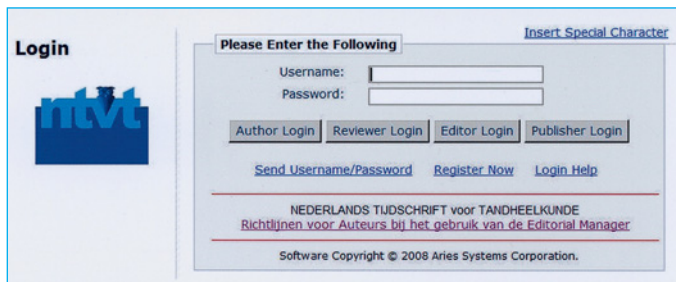 Insert Special Character
Login
Please Enter the Following
ntvt
Username:
Password:
Author Login Reviewer Login Editor Login Publisher Login
Send Username/Password Register Now Login Help
NEDERLANDS TIJDSCHRIFT voor TANDHEELKUNDE
Richtlijnen voor Auteurs bij het gebruik van de Editorial Manager
Software Copyright © 2008 Aries Systems Corporation.